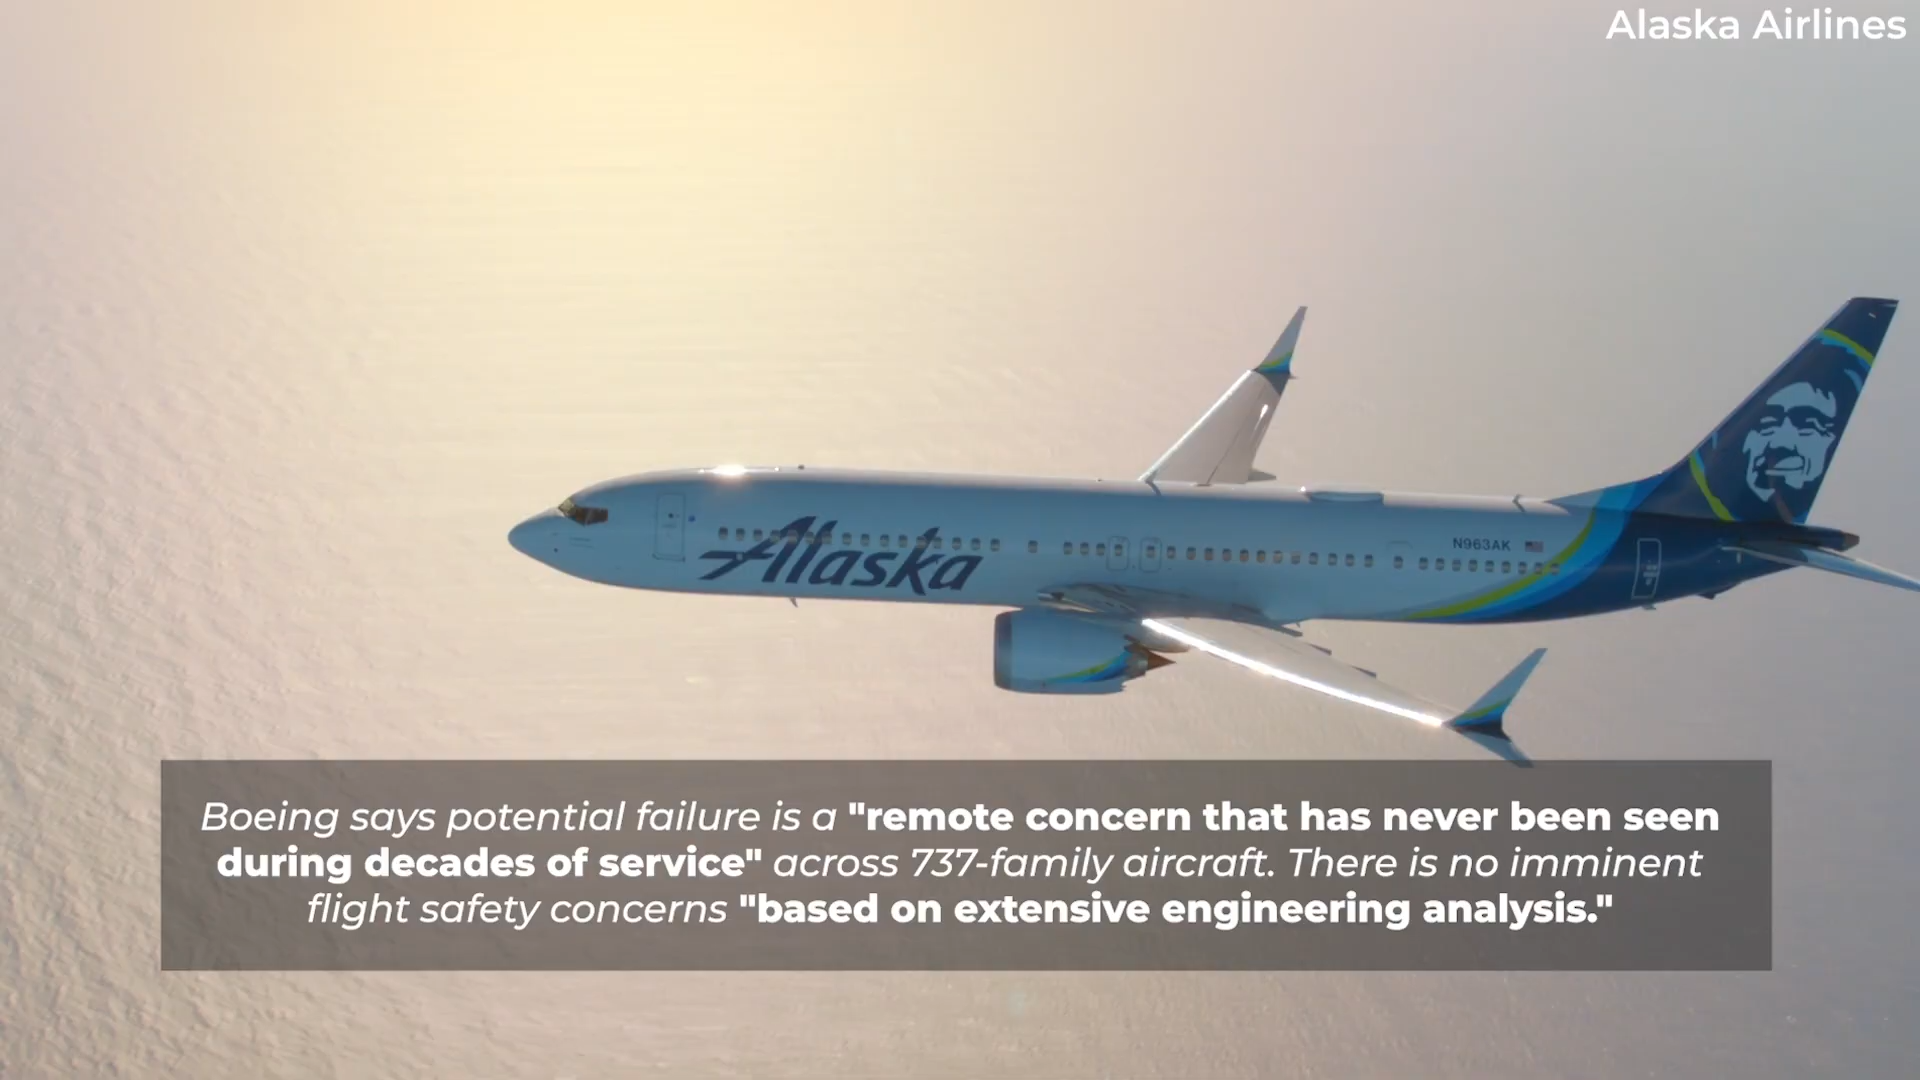 Alaska Airlines
Alaska
N963AK
Boeing says potential failure is a "remote concern that has never been seen
during decades of service" across 737-family aircraft. There is no imminent
flight safety concerns "based on extensive engineering analysis."